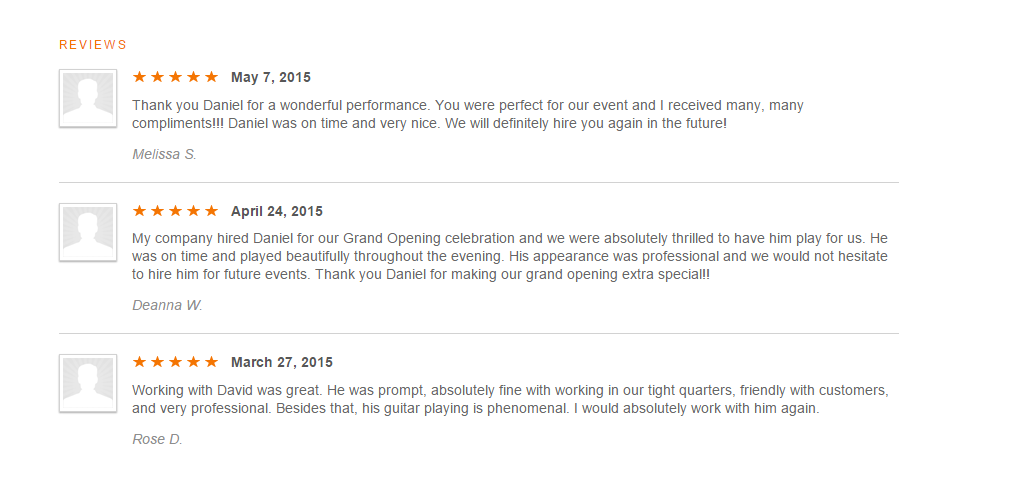 REVIEWS
★★★★★ May 7, 2015
Thank you Daniel for a wonderful performance. You were perfect for our event and I received many, many
compliments!!! Daniel was on time and very nice. We will definitely hire you again in the future!
Melissa S.
★★★★★ April 24, 2015
My company hired Daniel for our Grand Opening celebration and we were absolutely thrilled to have him play for us. He
was on time and played beautifully throughout the evening. His appearance was professional and we would not hesitate
to hire him for future events. Thank you Daniel for making our grand opening extra special!!
Deanna W.
★★★★★ March 27, 2015
Working with David was great. He was prompt, absolutely fine with working in our tight quarters, friendly with customers,
and very professional. Besides that, his guitar playing is phenomenal. I would absolutely work with him again.
Rose D.